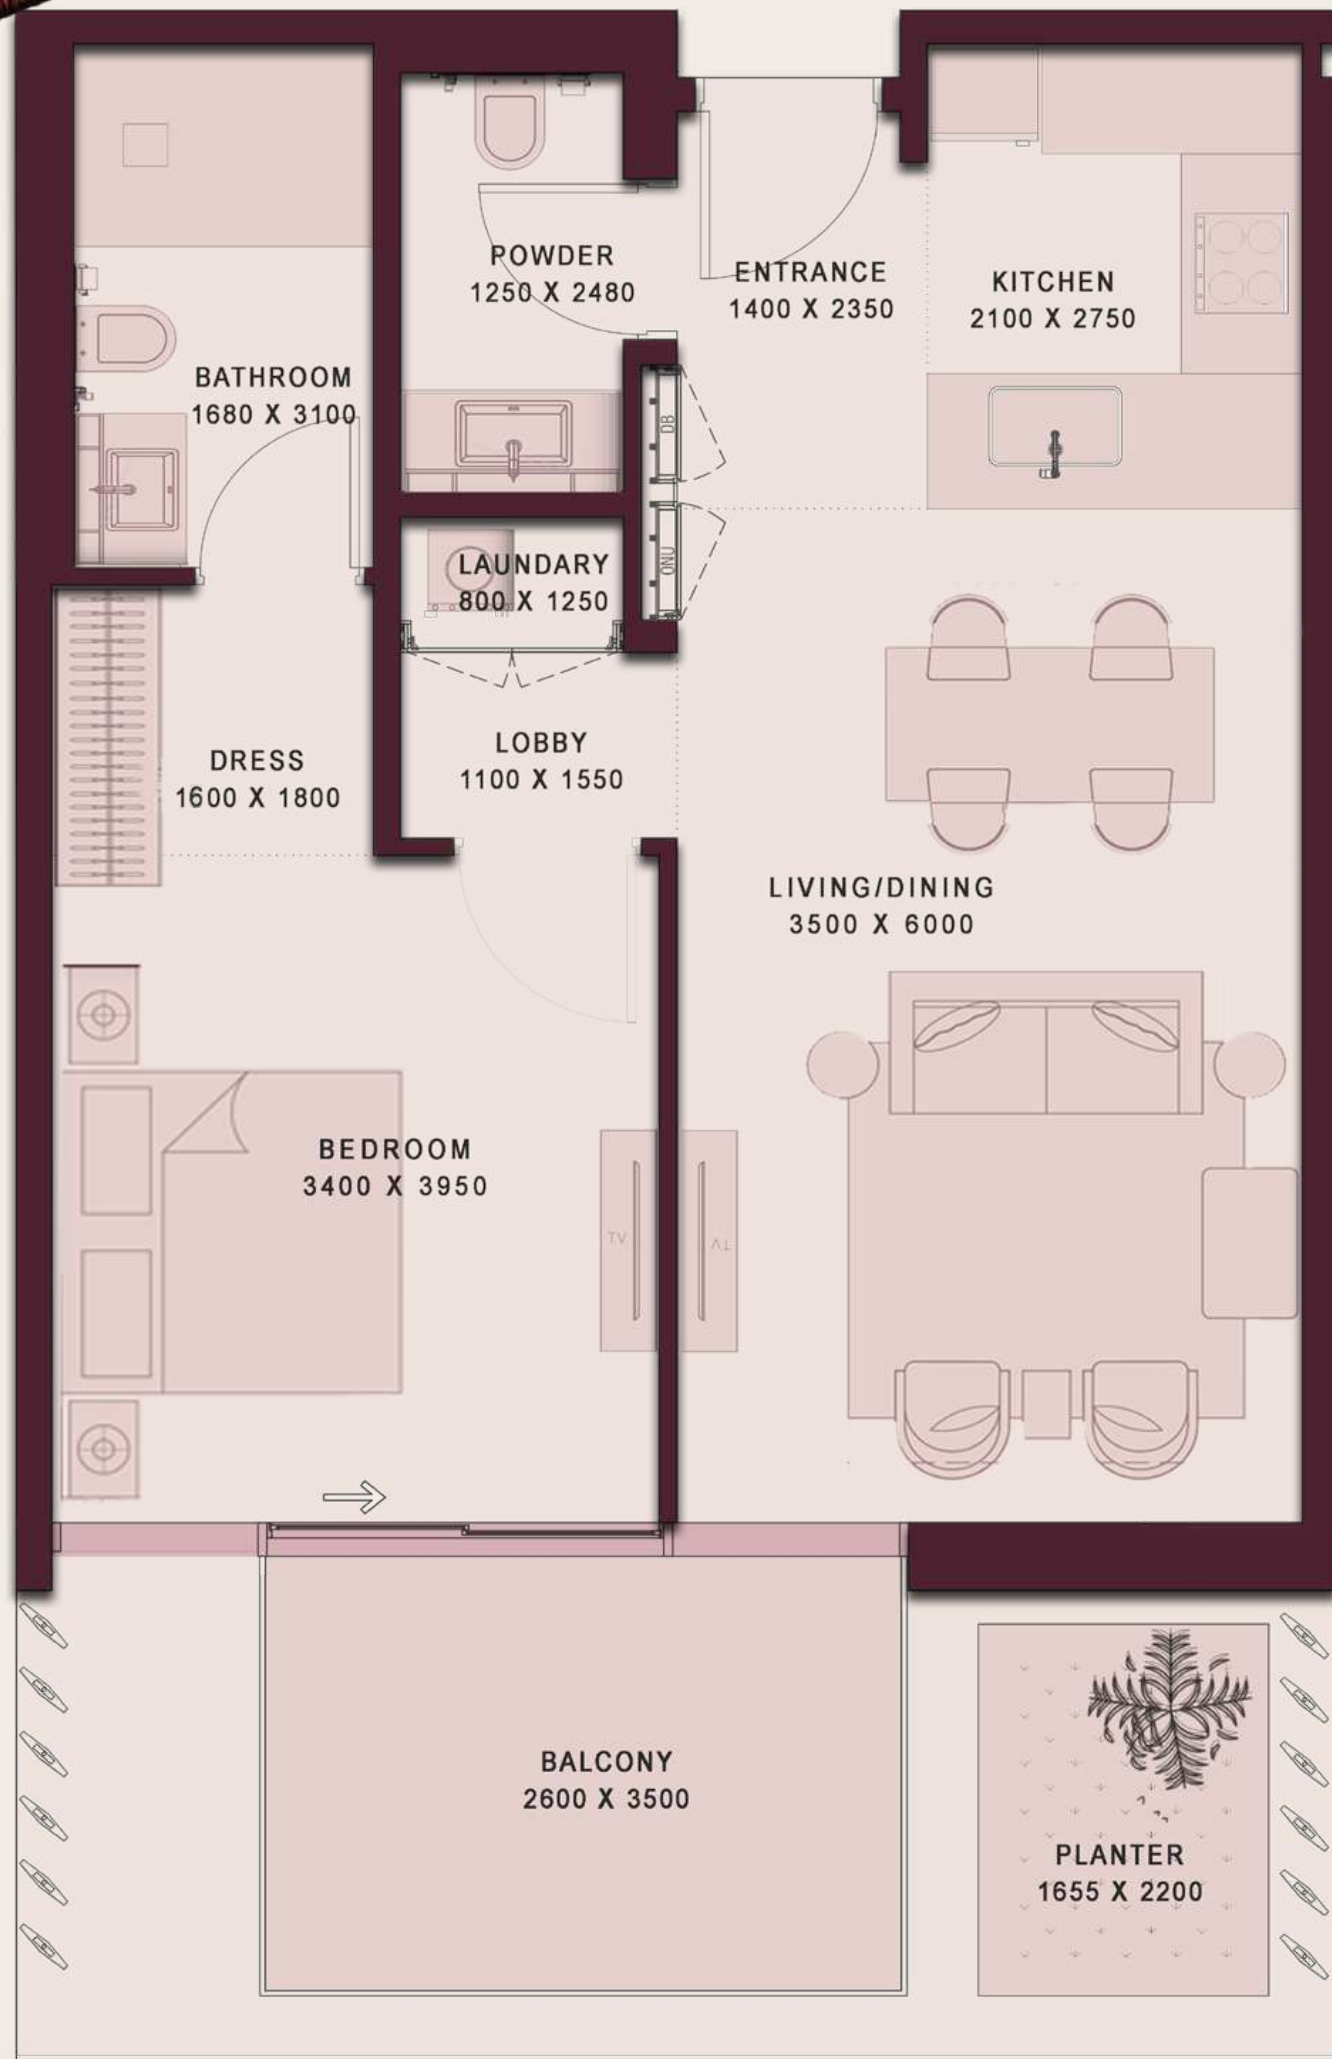 POWDER
1250 X 2480
ENTRANCE
1400 X 2350
KITCHEN
2100 X 2750
BATHROOM
1680 X 3100
DB
ONU
LAUNDARY
800 X 1250
LOBBY
1100 X 1550
DRESS
1600 X 1800
LIVING/DINING
3500 X 6000
BEDROOM
3400 X 3950
TV
TV
BALCONY
2600 X 3500
PLANTER
1655 X 2200